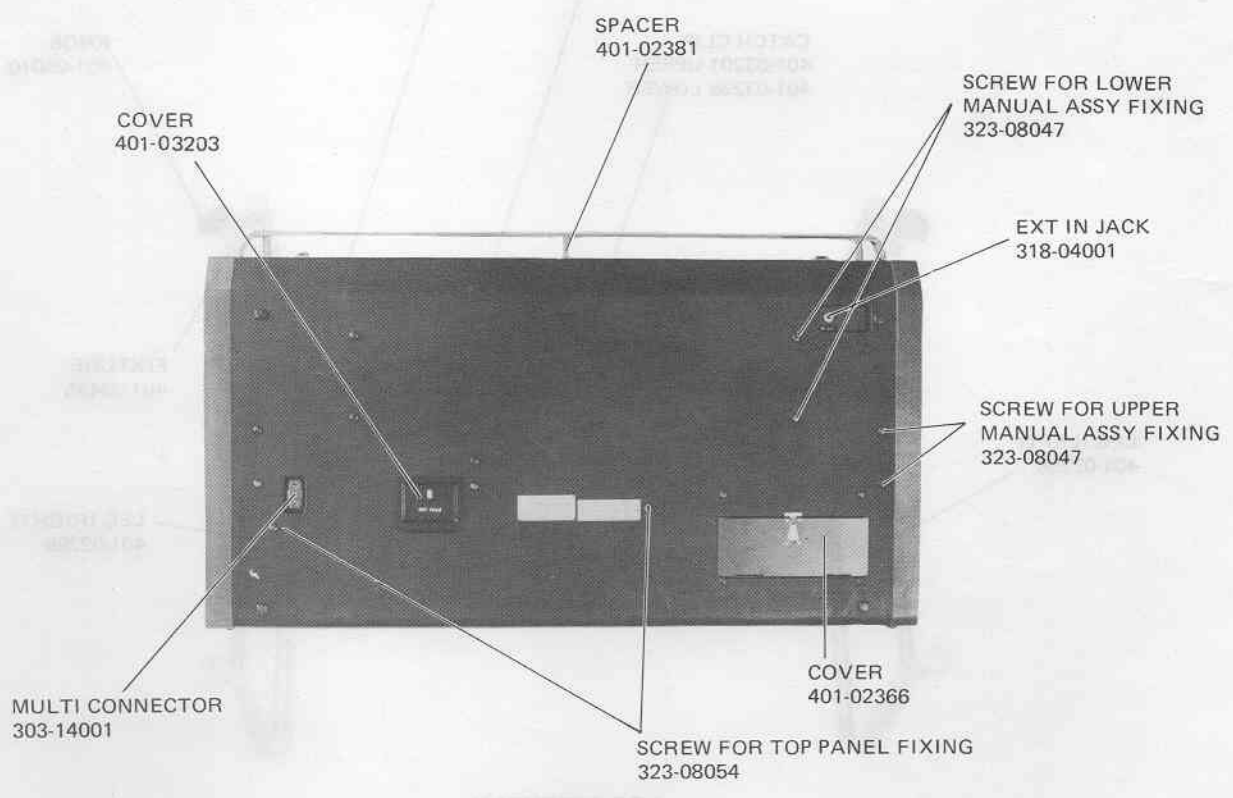 SPACER
401-02381
COVER
401-03203
SCREW FOR LOWER
MANUAL ASSY FIXING
323-08047
EXT IN JACK
318-04001
SCREW FOR UPPER
MANUAL ASSY FIXING
323-08047
MULTI CONNECTOR
303-14001
COVER
401-02366
SCREW FOR TOP PANEL FIXING
323-08054